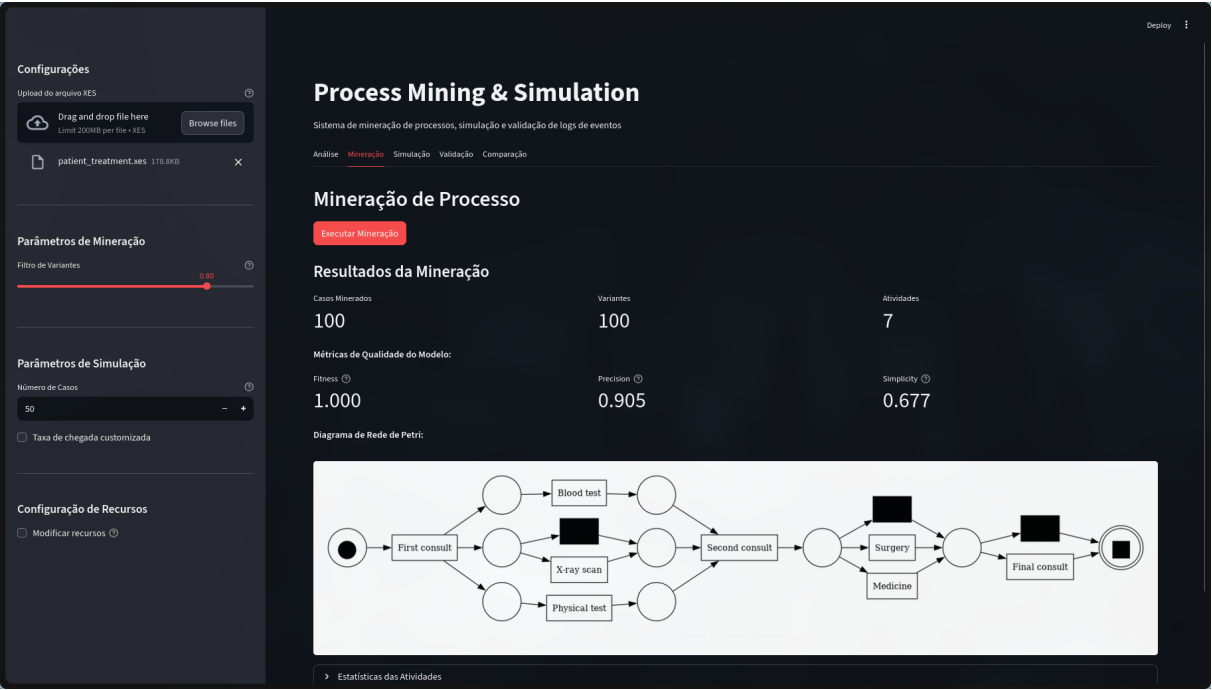 Deploy
Configurações
Upload do arquivo XES
Drag and drop file here
Limit 200MB per file • XES
Browse files
patient_treatment.xes 178.8KB
Parâmetros de Mineração
Filtro de Variantes
0.80
Parâmetros de Simulação
Número de Casos
50
Taxa de chegada customizada
Configuração de Recursos
Modificar recursos
Process Mining & Simulation
Sistema de mineração de processos, simulação e validação de logs de eventos
Análise Mineração Simulação Validação Comparação
Mineração de Processo
Executar Mineração
Resultados da Mineração
Casos Minerados Variantes Atividades
100 100 7
Métricas de Qualidade do Modelo:
Fitness Precision Simplicity
1.000 0.905 0.677
Diagrama de Rede de Petri:
Blood test
First consult
X-ray scan
Physical test
Second consult
Surgery
Medicine
Final consult
Estatísticas das Atividades